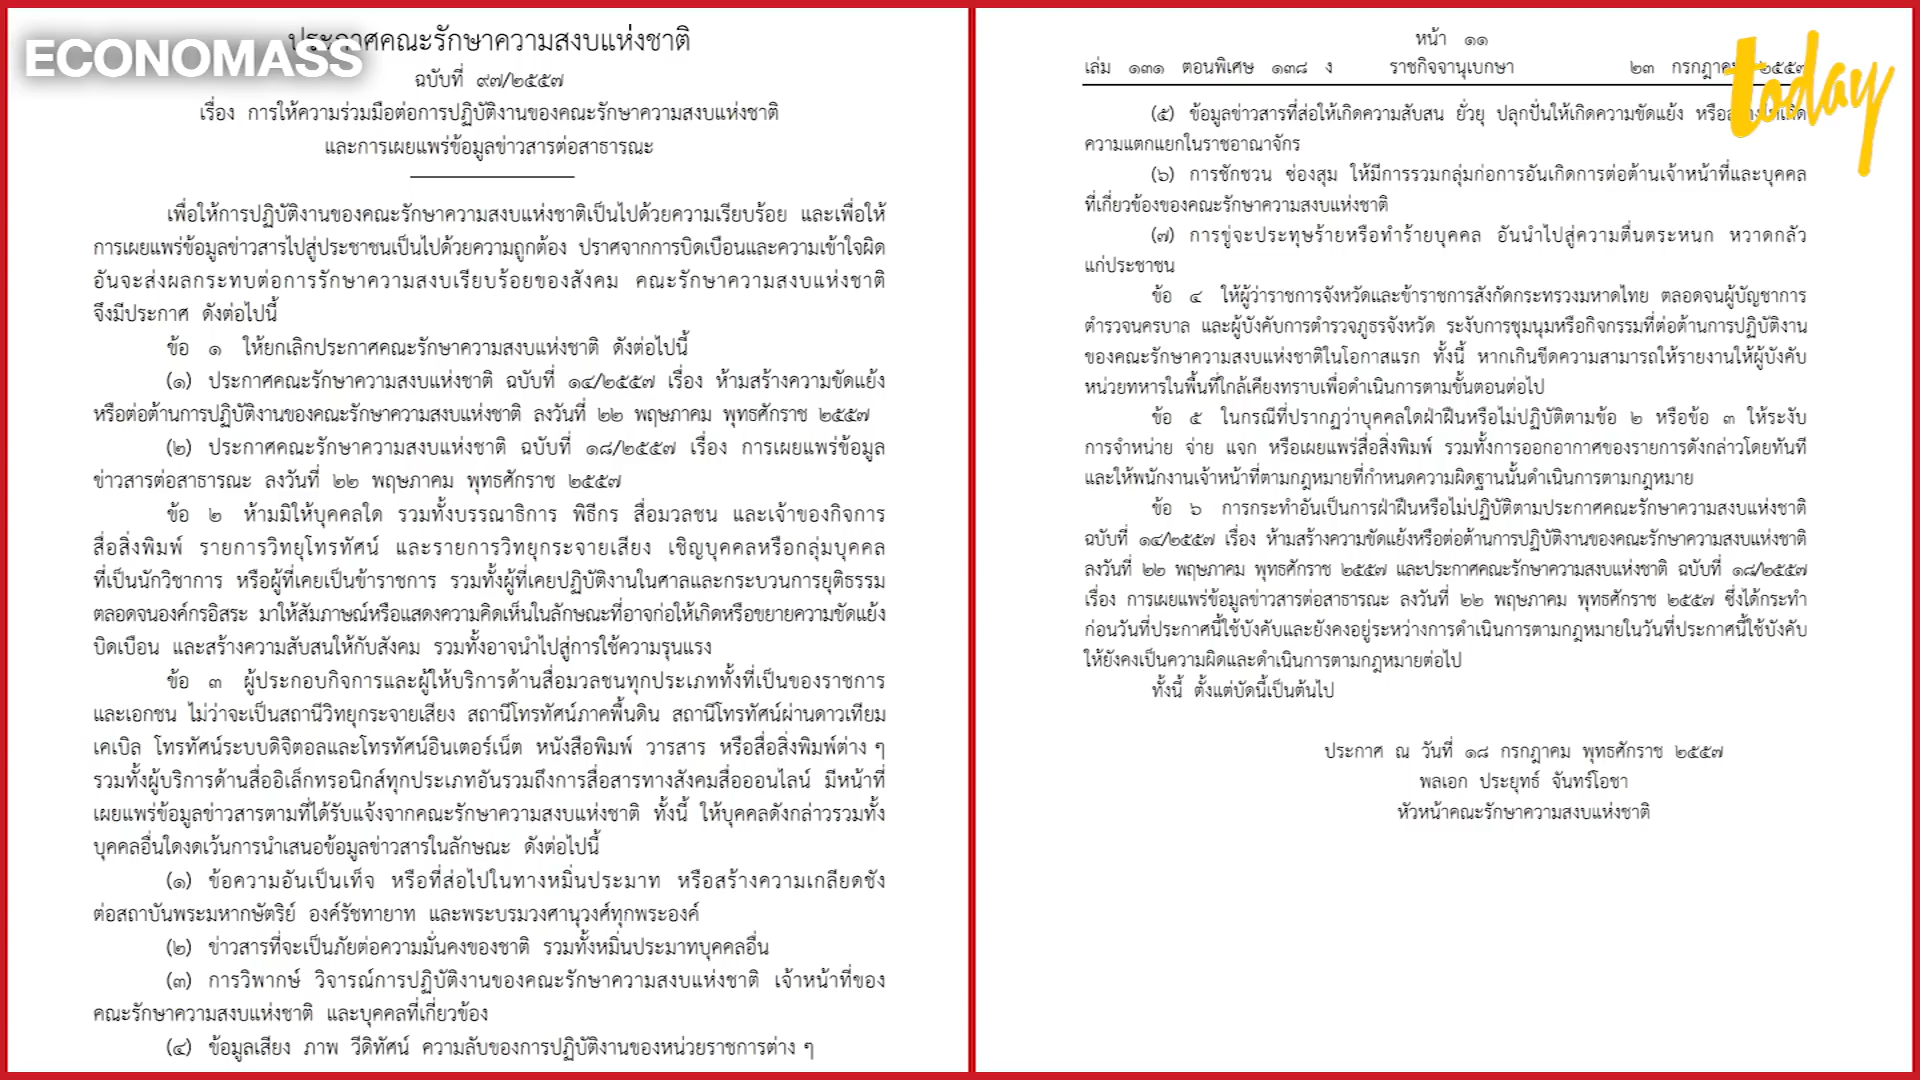 ECONOMASS
ประกาศคณะรักษาความสงบแห่งชาติ
ฉบับที่ ๙๗/๒๕๕๗
เรื่อง การให้ความร่วมมือต่อการปฏิบัติงานของคณะรักษาความสงบแห่งชาติ
และการเผยแพร่ข้อมูลข่าวสารต่อสาธารณะ
เพื่อให้การปฏิบัติงานของคณะรักษาความสงบแห่งชาติเป็นไปด้วยความเรียบร้อย และเพื่อให้
การเผยแพร่ข้อมูลข่าวสารไปสู่ประชาชนเป็นไปด้วยความถูกต้อง ปราศจากการบิดเบือนและความเข้าใจผิด
อันจะส่งผลกระทบต่อการรักษาความสงบเรียบร้อยของสังคม คณะรักษาความสงบแห่งชาติ
จึงมีประกาศ ดังต่อไปนี้
ข้อ ๑ ให้ยกเลิกประกาศคณะรักษาความสงบแห่งชาติ ดังต่อไปนี้
(๑) ประกาศคณะรักษาความสงบแห่งชาติ ฉบับที่ ๑๔/๒๕๕๗ เรื่อง ห้ามสร้างความขัดแย้ง
หรือต่อต้านการปฏิบัติงานของคณะรักษาความสงบแห่งชาติ ลงวันที่ ๒๒ พฤษภาคม พุทธศักราช ๒๕๕๗
(๒) ประกาศคณะรักษาความสงบแห่งชาติ ฉบับที่ ๑๘/๒๕๕๗ เรื่อง การเผยแพร่ข้อมูล
ข่าวสารต่อสาธารณะ ลงวันที่ ๒๒ พฤษภาคม พุทธศักราช ๒๕๕๗
ข้อ ๒ ห้ามมิให้บุคคลใด รวมทั้งบรรณาธิการ พิธีกร สื่อมวลชน และเจ้าของกิจการ
สื่อสิ่งพิมพ์ รายการวิทยุโทรทัศน์ และรายการวิทยุกระจายเสียง เชิญบุคคลหรือกลุ่มบุคคล
ที่เป็นนักวิชาการ หรือผู้ที่เคยเป็นข้าราชการ รวมทั้งผู้ที่เคยปฏิบัติงานในศาลและกระบวนการยุติธรรม
ตลอดจนองค์กรอิสระ มาให้สัมภาษณ์หรือแสดงความคิดเห็นในลักษณะที่อาจก่อให้เกิดหรือขยายความขัดแย้ง
บิดเบือน และสร้างความสับสนให้กับสังคม รวมทั้งอาจนำไปสู่การใช้ความรุนแรง
ข้อ ๓ ผู้ประกอบกิจการและผู้ให้บริการด้านสื่อมวลชนทุกประเภททั้งที่เป็นของราชการ
และเอกชน ไม่ว่าจะเป็นสถานีวิทยุกระจายเสียง สถานีโทรทัศน์ภาคพื้นดิน สถานีโทรทัศน์ผ่านดาวเทียม
เคเบิล โทรทัศน์ระบบดิจิตอลและโทรทัศน์อินเตอร์เน็ต หนังสือพิมพ์ วารสาร หรือสื่อสิ่งพิมพ์ต่าง ๆ
รวมทั้งผู้บริการด้านสื่ออิเล็กทรอนิกส์ทุกประเภทอันรวมถึงการสื่อสารทางสังคมสื่อออนไลน์ มีหน้าที่
เผยแพร่ข้อมูลข่าวสารตามที่ได้รับแจ้งจากคณะรักษาความสงบแห่งชาติ ทั้งนี้ ให้บุคคลดังกล่าวรวมทั้ง
บุคคลอื่นใดงดเว้นการนำเสนอข้อมูลข่าวสารในลักษณะ ดังต่อไปนี้
(๑) ข้อความอันเป็นเท็จ หรือที่ส่อไปในทางหมิ่นประมาท หรือสร้างความเกลียดชัง
ต่อสถาบันพระมหากษัตริย์ องค์รัชทายาท และพระบรมวงศานุวงศ์ทุกพระองค์
(๒) ข่าวสารที่จะเป็นภัยต่อความมั่นคงของชาติ รวมทั้งหมิ่นประมาทบุคคลอื่น
(๓) การวิพากษ์ วิจารณ์การปฏิบัติงานของคณะรักษาความสงบแห่งชาติ เจ้าหน้าที่ของ
คณะรักษาความสงบแห่งชาติ และบุคคลที่เกี่ยวข้อง
(๔) ข้อมูลเสียง ภาพ วีดิทัศน์ ความลับของการปฏิบัติงานของหน่วยราชการต่าง ๆ
today
หน้า ๑๑
เล่ม ๑๓๑ ตอนพิเศษ ๑๓๘ ง ราชกิจจานุเบกษา ๒๓ กรกฎาคม ๒๕๕๗
(๕) ข้อมูลข่าวสารที่ส่อให้เกิดความสับสน ยั่วยุ ปลุกปั่นให้เกิดความขัดแย้ง หรือสร้างให้เกิด
ความแตกแยกในราชอาณาจักร
(๖) การชักชวน ซ่องสุม ให้มีการรวมกลุ่มก่อการอันเกิดการต่อต้านเจ้าหน้าที่และบุคคล
ที่เกี่ยวข้องของคณะรักษาความสงบแห่งชาติ
(๗) การขู่จะประทุษร้ายหรือทำร้ายบุคคล อันนำไปสู่ความตื่นตระหนก หวาดกลัว
แก่ประชาชน
ข้อ ๔ ให้ผู้ว่าราชการจังหวัดและข้าราชการสังกัดกระทรวงมหาดไทย ตลอดจนผู้บัญชาการ
ตำรวจนครบาล และผู้บังคับการตำรวจภูธรจังหวัด ระงับการชุมนุมหรือกิจกรรมที่ต่อต้านการปฏิบัติงาน
ของคณะรักษาความสงบแห่งชาติในโอกาสแรก ทั้งนี้ หากเกินขีดความสามารถให้รายงานให้ผู้บังคับ
หน่วยทหารในพื้นที่ใกล้เคียงทราบเพื่อดำเนินการตามขั้นตอนต่อไป
ข้อ ๕ ในกรณีที่ปรากฏว่าบุคคลใดฝ่าฝืนหรือไม่ปฏิบัติตามข้อ ๒ หรือข้อ ๓ ให้ระงับ
การจำหน่าย จ่าย แจก หรือเผยแพร่สื่อสิ่งพิมพ์ รวมทั้งการออกอากาศของรายการดังกล่าวโดยทันที
และให้พนักงานเจ้าหน้าที่ตามกฎหมายที่กำหนดความผิดฐานนั้นดำเนินการตามกฎหมาย
ข้อ ๖ การกระทำอันเป็นการฝ่าฝืนหรือไม่ปฏิบัติตามประกาศคณะรักษาความสงบแห่งชาติ
ฉบับที่ ๑๔/๒๕๕๗ เรื่อง ห้ามสร้างความขัดแย้งหรือต่อต้านการปฏิบัติงานของคณะรักษาความสงบแห่งชาติ
ลงวันที่ ๒๒ พฤษภาคม พุทธศักราช ๒๕๕๗ และประกาศคณะรักษาความสงบแห่งชาติ ฉบับที่ ๑๘/๒๕๕๗
เรื่อง การเผยแพร่ข้อมูลข่าวสารต่อสาธารณะ ลงวันที่ ๒๒ พฤษภาคม พุทธศักราช ๒๕๕๗ ซึ่งได้กระทำ
ก่อนวันที่ประกาศนี้ใช้บังคับและยังคงอยู่ระหว่างการดำเนินการตามกฎหมายในวันที่ประกาศนี้ใช้บังคับ
ให้ยังคงเป็นความผิดและดำเนินการตามกฎหมายต่อไป
ทั้งนี้ ตั้งแต่บัดนี้เป็นต้นไป
ประกาศ ณ วันที่ ๑๘ กรกฎาคม พุทธศักราช ๒๕๕๗
พลเอก ประยุทธ์ จันทร์โอชา
หัวหน้าคณะรักษาความสงบแห่งชาติ